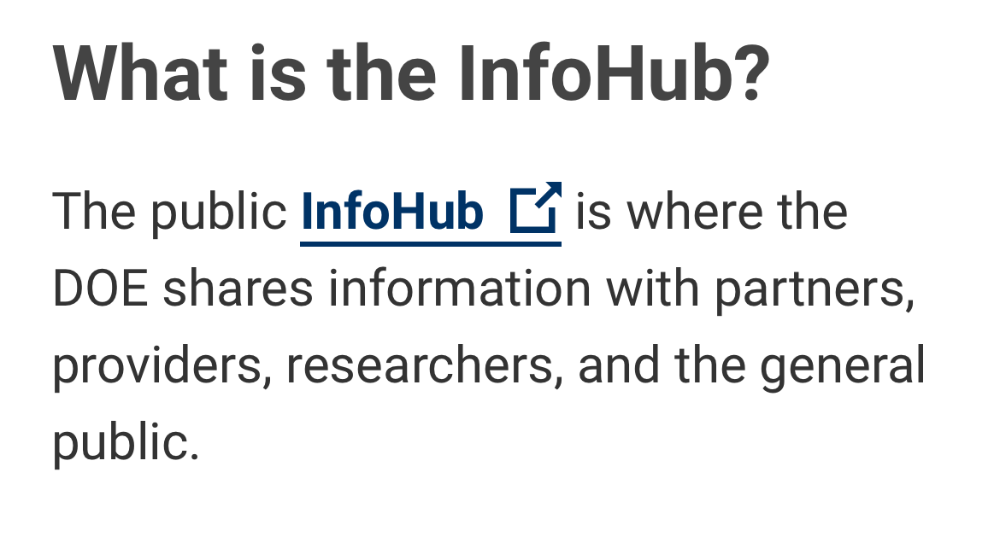 What is the InfoHub?
The public InfoHub is where the
DOE shares information with partners,
providers, researchers, and the general
public.